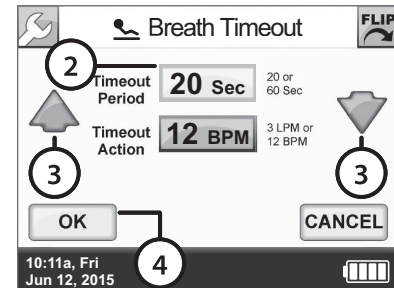 Breath Timeout
FLIP
2
Timeout
Period
20 Sec
20 or
60 Sec
Timeout
Action
12 BPM
3 LPM or
12 BPM
3
3
OK
CANCEL
4
10:11a, Fri
Jun 12, 2015